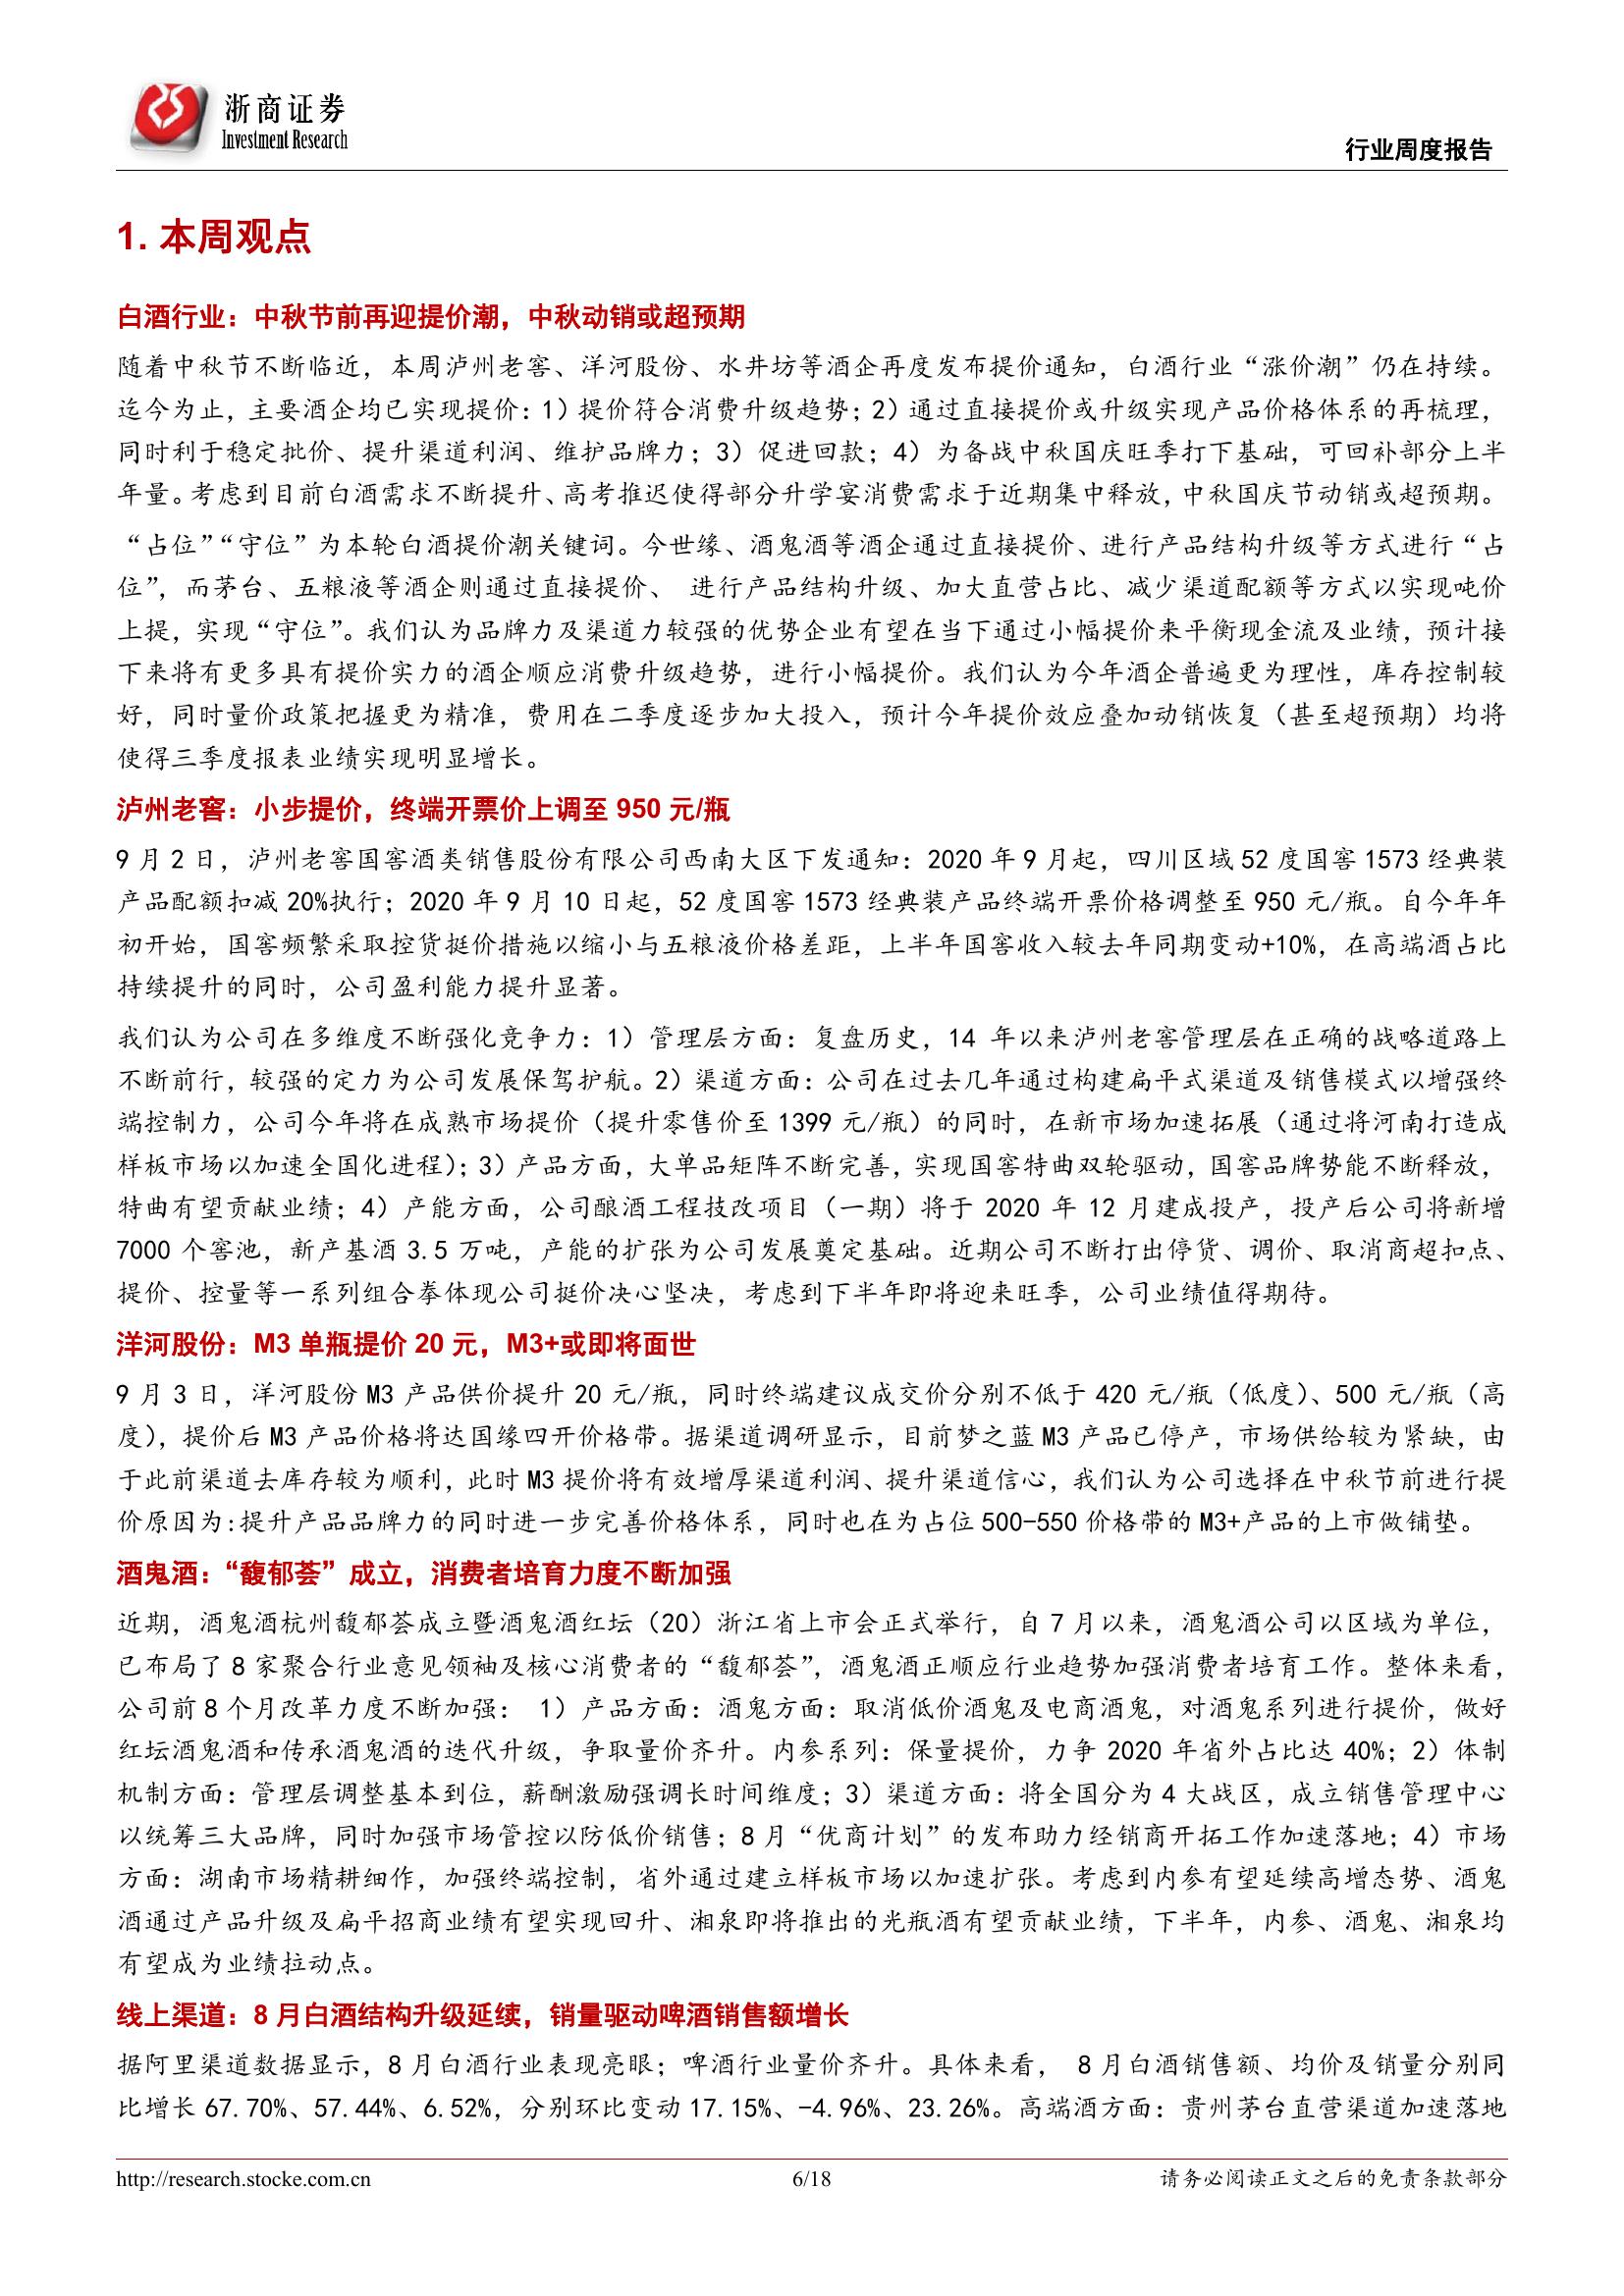 浙商证券
Investment Research
行业周度报告
1. 本周观点
白酒行业：中秋节前再迎提价潮，中秋动销或超预期
随着中秋节不断临近，本周泸州老窖、洋河股份、水井坊等酒企再度发布提价通知，白酒行业“涨价潮”仍在持续。
迄今为止，主要酒企均已实现提价：1）提价符合消费升级趋势；2）通过直接提价或升级实现产品价格体系的再梳理，
同时利于稳定批价、提升渠道利润、维护品牌力；3）促进回款；4）为备战中秋国庆旺季打下基础，可回补部分上半
年量。考虑到目前白酒需求不断提升、高考推迟使得部分升学宴消费需求于近期集中释放，中秋国庆节动销或超预期。
“占位”“守位”为本轮白酒提价潮关键词。今世缘、酒鬼酒等酒企通过直接提价、进行产品结构升级等方式进行“占
位”，而茅台、五粮液等酒企则通过直接提价、 进行产品结构升级、加大直营占比、减少渠道配额等方式以实现吨价
上提，实现“守位”。我们认为品牌力及渠道力较强的优势企业有望在当下通过小幅提价来平衡现金流及业绩，预计接
下来将有更多具有提价实力的酒企顺应消费升级趋势，进行小幅提价。我们认为今年酒企普遍更为理性，库存控制较
好，同时量价政策把握更为精准，费用在二季度逐步加大投入，预计今年提价效应叠加动销恢复（甚至超预期）均将
使得三季度报表业绩实现明显增长。
泸州老窖：小步提价，终端开票价上调至 950 元/瓶
9 月 2 日，泸州老窖国窖酒类销售股份有限公司西南大区下发通知：2020 年 9 月起，四川区域 52 度国窖 1573 经典装
产品配额扣减 20%执行；2020 年 9 月 10 日起，52 度国窖 1573 经典装产品终端开票价格调整至 950 元/瓶。自今年年
初开始，国窖频繁采取控货挺价措施以缩小与五粮液价格差距，上半年国窖收入较去年同期变动+10%，在高端酒占比
持续提升的同时，公司盈利能力提升显著。
我们认为公司在多维度不断强化竞争力：1）管理层方面：复盘历史，14 年以来泸州老窖管理层在正确的战略道路上
不断前行，较强的定力为公司发展保驾护航。2）渠道方面：公司在过去几年通过构建扁平式渠道及销售模式以增强终
端控制力，公司今年将在成熟市场提价（提升零售价至 1399 元/瓶）的同时，在新市场加速拓展（通过将河南打造成
样板市场以加速全国化进程）；3）产品方面，大单品矩阵不断完善，实现国窖特曲双轮驱动，国窖品牌势能不断释放，
特曲有望贡献业绩；4）产能方面，公司酿酒工程技改项目（一期）将于 2020 年 12 月建成投产，投产后公司将新增
7000 个窖池，新产基酒 3.5 万吨，产能的扩张为公司发展奠定基础。近期公司不断打出停货、调价、取消商超扣点、
提价、控量等一系列组合拳体现公司挺价决心坚决，考虑到下半年即将迎来旺季，公司业绩值得期待。
洋河股份：M3 单瓶提价 20 元，M3+或即将面世
9 月 3 日，洋河股份 M3 产品供价提升 20 元/瓶，同时终端建议成交价分别不低于 420 元/瓶（低度）、500 元/瓶（高
度），提价后 M3 产品价格将达国缘四开价格带。据渠道调研显示，目前梦之蓝 M3 产品已停产，市场供给较为紧缺，由
于此前渠道去库存较为顺利，此时 M3 提价将有效增厚渠道利润、提升渠道信心，我们认为公司选择在中秋节前进行提
价原因为:提升产品品牌力的同时进一步完善价格体系，同时也在为占位 500-550 价格带的 M3+产品的上市做铺垫。
酒鬼酒：“馥郁荟”成立，消费者培育力度不断加强
近期，酒鬼酒杭州馥郁荟成立暨酒鬼酒红坛（20）浙江省上市会正式举行，自 7 月以来，酒鬼酒公司以区域为单位，
已布局了 8 家聚合行业意见领袖及核心消费者的“馥郁荟”，酒鬼酒正顺应行业趋势加强消费者培育工作。整体来看，
公司前 8 个月改革力度不断加强： 1）产品方面：酒鬼方面：取消低价酒鬼及电商酒鬼，对酒鬼系列进行提价，做好
红坛酒鬼酒和传承酒鬼酒的迭代升级，争取量价齐升。内参系列：保量提价，力争 2020 年省外占比达 40%；2）体制
机制方面：管理层调整基本到位，薪酬激励强调长时间维度；3）渠道方面：将全国分为 4 大战区，成立销售管理中心
以统筹三大品牌，同时加强市场管控以防低价销售；8 月“优商计划”的发布助力经销商开拓工作加速落地；4）市场
方面：湖南市场精耕细作，加强终端控制，省外通过建立样板市场以加速扩张。考虑到内参有望延续高增态势、酒鬼
酒通过产品升级及扁平招商业绩有望实现回升、湘泉即将推出的光瓶酒有望贡献业绩，下半年，内参、酒鬼、湘泉均
有望成为业绩拉动点。
线上渠道：8 月白酒结构升级延续，销量驱动啤酒销售额增长
据阿里渠道数据显示，8 月白酒行业表现亮眼；啤酒行业量价齐升。具体来看， 8 月白酒销售额、均价及销量分别同
比增长 67.70%、57.44%、6.52%，分别环比变动 17.15%、-4.96%、23.26%。高端酒方面：贵州茅台直营渠道加速落地
http://research.stocke.com.cn
6/18
请务必阅读正文之后的免责条款部分